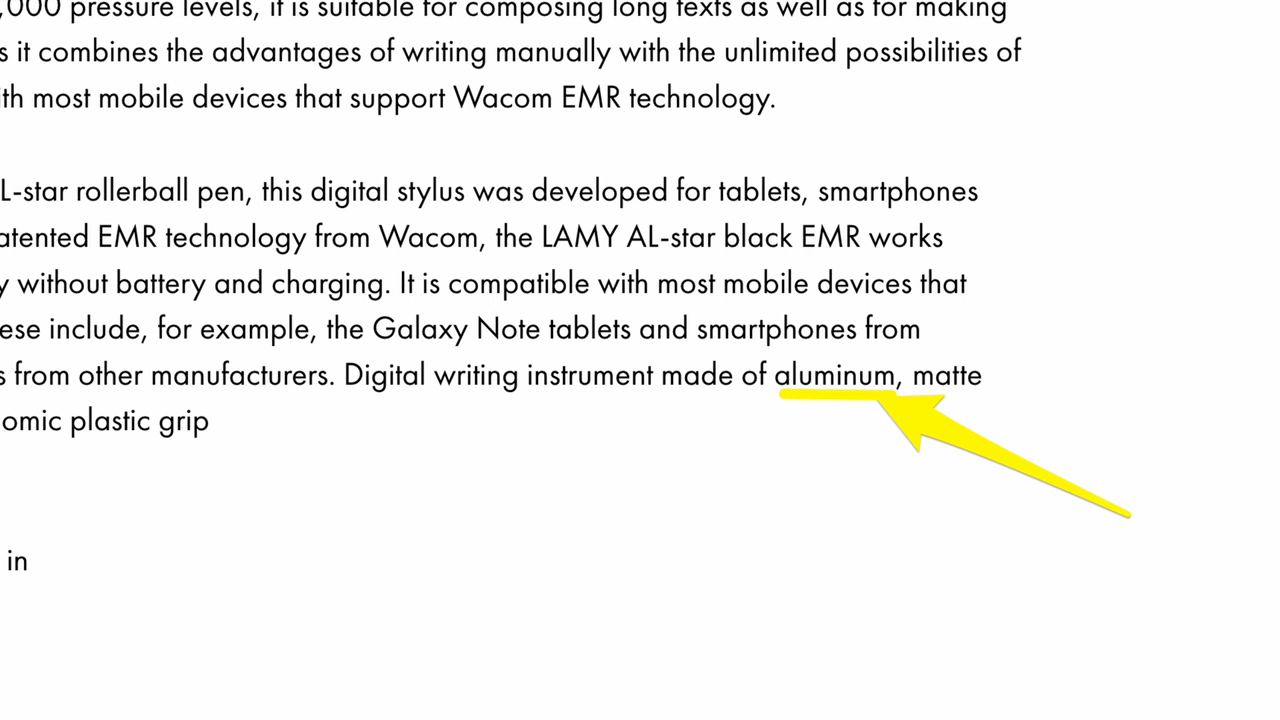 ,000 pressure levels, it is suitable for composing long texts as well as for making
s it combines the advantages of writing manually with the unlimited possibilities of
ith most mobile devices that support Wacom EMR technology.
L-star rollerball pen, this digital stylus was developed for tablets, smartphones
atented EMR technology from Wacom, the LAMY AL-star black EMR works
y without battery and charging. It is compatible with most mobile devices that
ese include, for example, the Galaxy Note tablets and smartphones from
s from other manufacturers. Digital writing instrument made of aluminum, matte
omic plastic grip
in